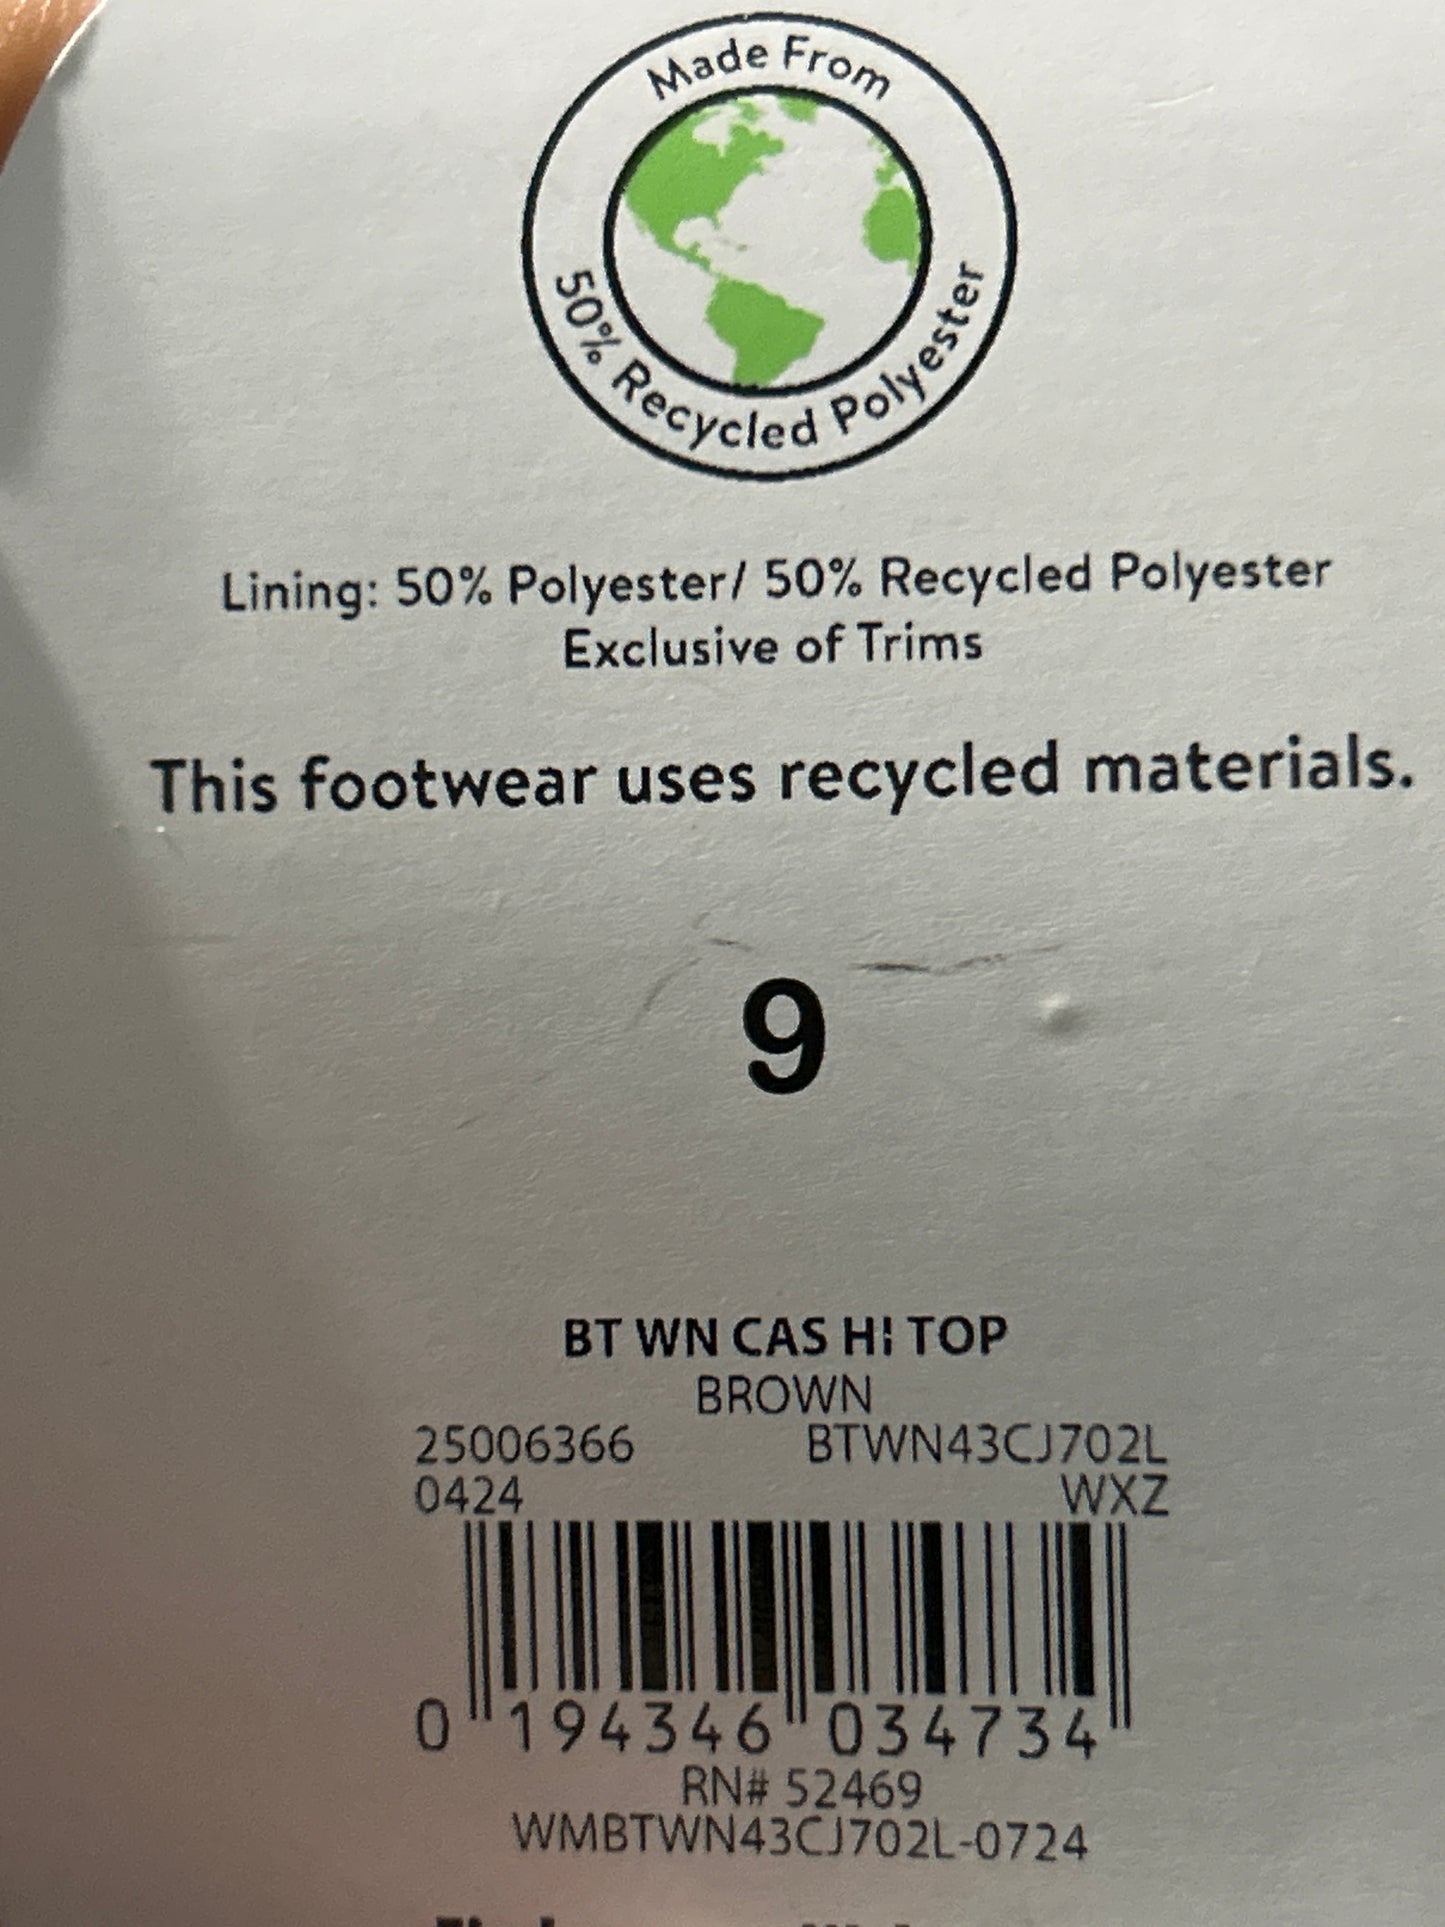 Made From
50% Recycled Polyester
Lining: 50% Polyester/ 50% Recycled Polyester
Exclusive of Trims
This footwear uses recycled materials.
9
BT WN CAS HI TOP
BROWN
25006366 BTWN43CJ702L
0424 WXZ
0 194346 034734
RN# 52469
WMBTWN43CJ702L-0724